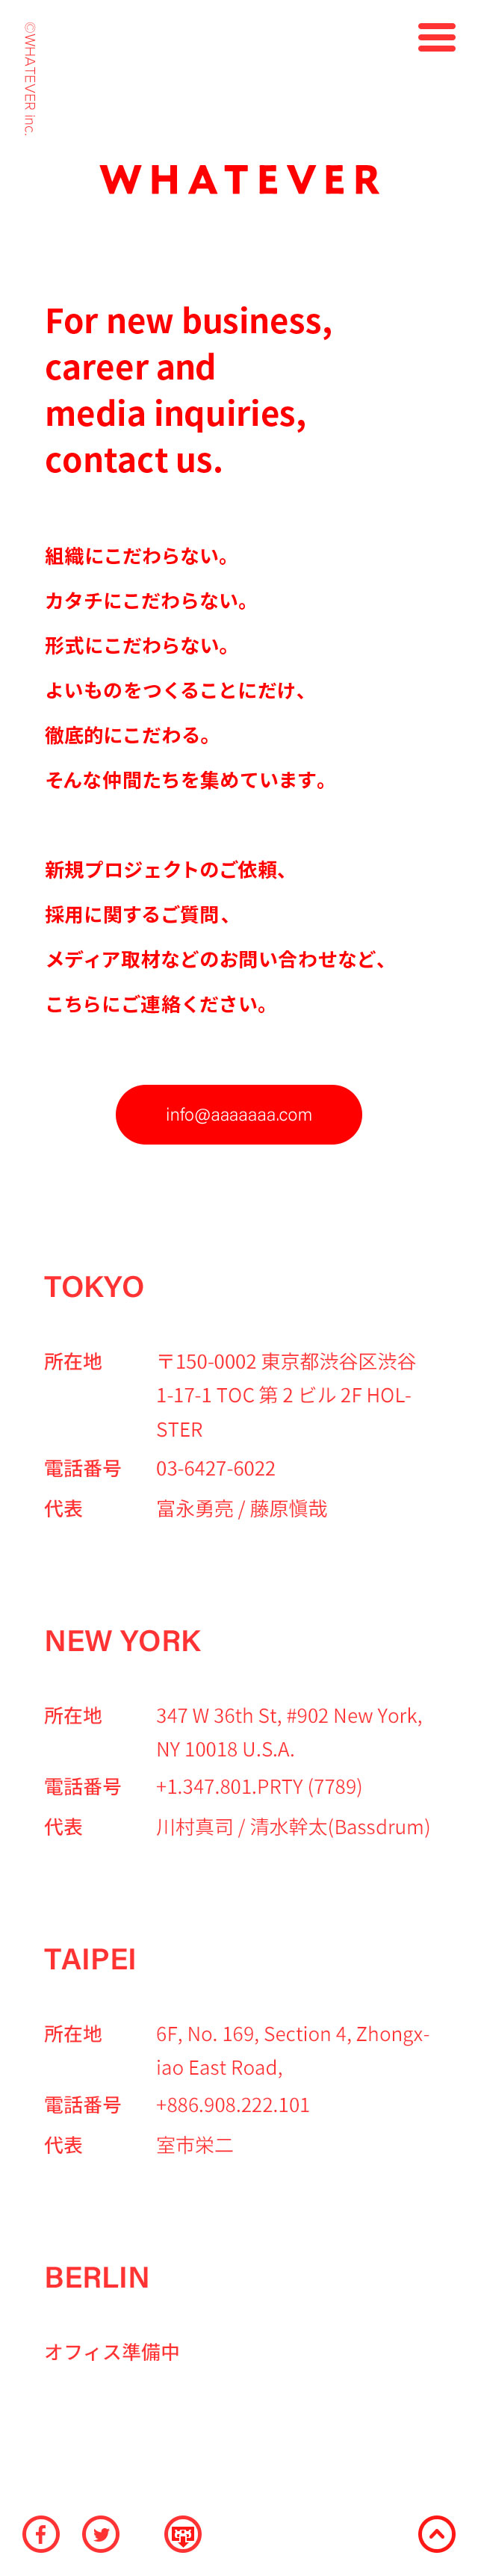 ©WHATEVER inc.
WHATEVER
For new business,
career and
media inquiries,
contact us.
組織にこだわらない。
カタチにこだわらない。
形式にこだわらない。
よいものをつくることにだけ、
徹底的にこだわる。
そんな仲間たちを集めています。
新規プロジェクトのご依頼、
採用に関するご質問、
メディア取材などのお問い合わせなど、
こちらにご連絡ください。
info@aaaaaaa.com
TOKYO
所在地 〒150-0002 東京都渋谷区渋谷
1-17-1 TOC 第 2 ビル 2F HOL-
STER
電話番号 03-6427-6022
代表 富永勇亮 / 藤原愼哉
NEW YORK
所在地 347 W 36th St, #902 New York,
NY 10018 U.S.A.
電話番号 +1.347.801.PRTY (7789)
代表 川村真司 / 清水幹太(Bassdrum)
TAIPEI
所在地 6F, No. 169, Section 4, Zhongx-
iao East Road,
電話番号 +886.908.222.101
代表 室市栄二
BERLIN
オフィス準備中